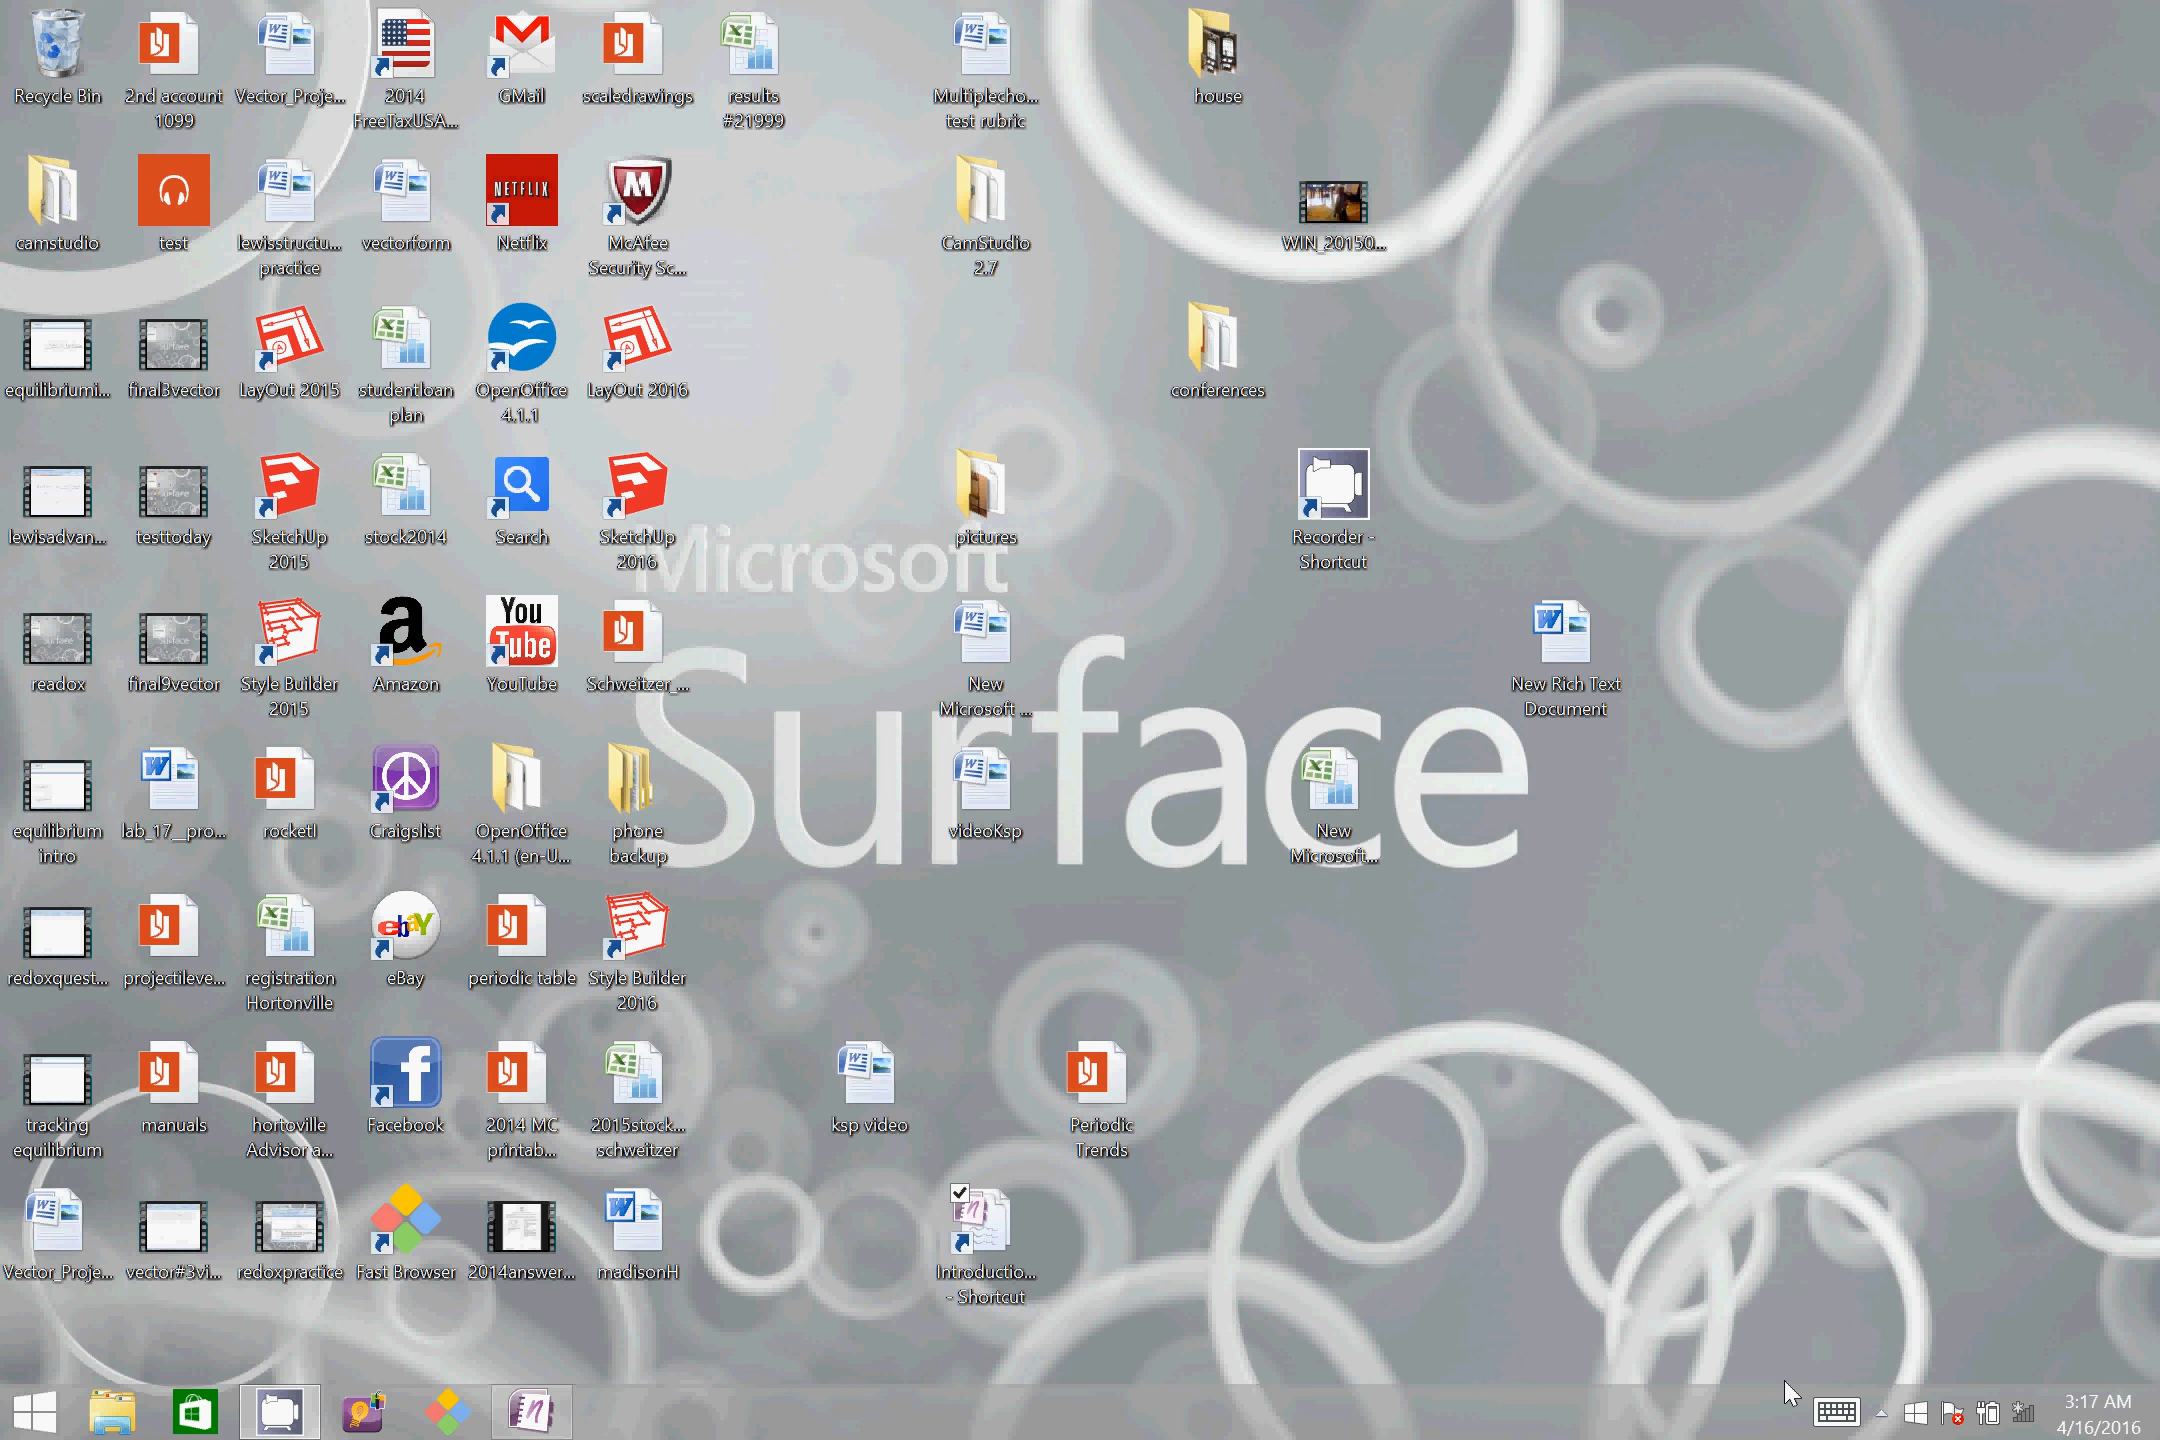 Recycle Bin
2nd account
1099
Vector_Proje...
2014
FreeTaxUSA...
GMail
scaledrawings
results
#21999
Multiplecho...
test rubric
house
camstudio
test
lewisstructu...
practice
vectorform
NETFLIX
Netflix
McAfee
Security Sc...
CamStudio
2.7
WIN_20150...
equilibriumi...
final3vector
LayOut 2015
studentloan
plan
OpenOffice
4.1.1
LayOut 2016
conferences
lewisadvan...
testtoday
SketchUp
2015
stock2014
Search
SketchUp
2016
pictures
Recorder -
Shortcut
Microsoft
Surface
readox
final9vector
Style Builder
2015
Amazon
You
Tube
YouTube
Schweitzer_...
New
Microsoft ...
New Rich Text
Document
equilibrium
intro
lab_17__pro...
rocketl
Craigslist
OpenOffice
4.1.1 (en-U...
phone
backup
videoKsp
New
Microsoft...
redoxquest...
projectileve...
registration
Hortonville
ebay
eBay
periodic table
Style Builder
2016
tracking
equilibrium
manuals
hortoville
Advisor a...
Facebook
2014 MC
printab...
2015stock...
schweitzer
ksp video
Periodic
Trends
Vector_Proje...
vector#3vi...
redoxpractice
Fast Browser
2014answer...
madisonH
Introductio...
- Shortcut
3:17 AM
4/16/2016